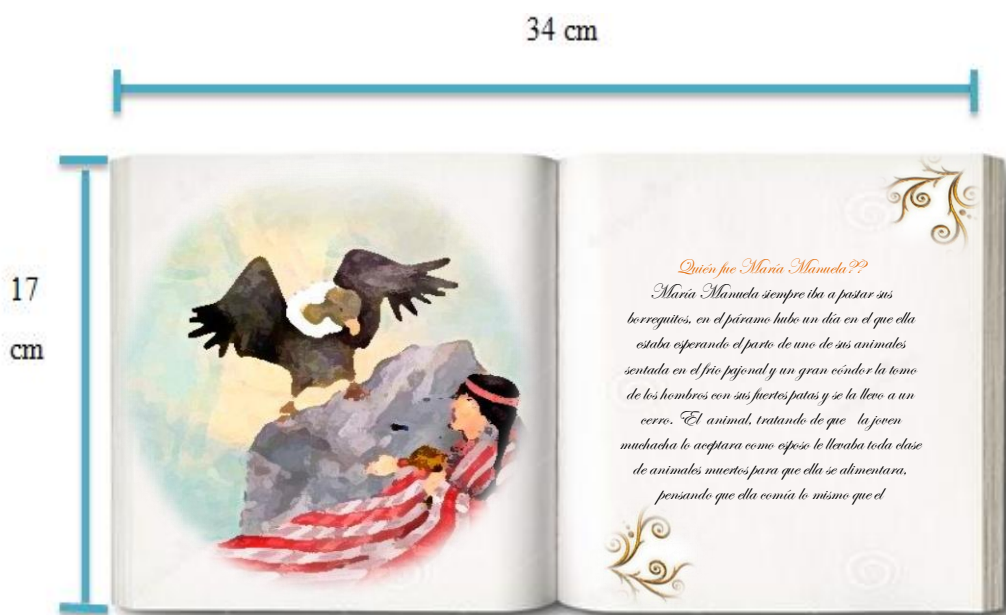 34 cm
17
cm
Quién fue María Manuela??
María Manuela siempre iba a pastar sus
borreguitos, en el páramo hubo un día en el que ella
estaba esperando el parto de uno de sus animales
sentada en el frio pajonal y un gran cóndor la tomo
de los hombros con sus fuertes patas y se la llevo a un
cerro. El animal, tratando de que la joven
muchacha lo aceptara como esposo le llevaba toda clase
de animales muertos para que ella se alimentara,
pensando que ella comía lo mismo que el